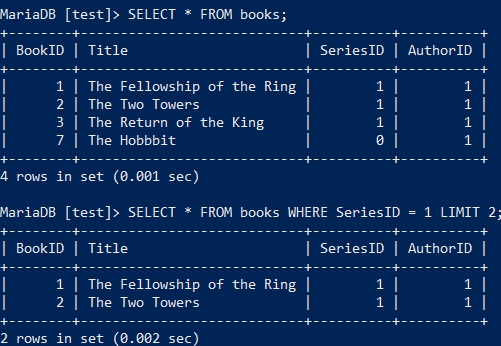 MariaDB [test]> SELECT * FROM books;
+--------+----------------------------+----------+----------+
| BookID | Title                      | SeriesID | AuthorID |
+--------+----------------------------+----------+----------+
|      1 | The Fellowship of the Ring |        1 |        1 |
|      2 | The Two Towers             |        1 |        1 |
|      3 | The Return of the King     |        1 |        1 |
|      7 | The Hobbbit                |        0 |        1 |
+--------+----------------------------+----------+----------+
4 rows in set (0.001 sec)
MariaDB [test]> SELECT * FROM books WHERE SeriesID = 1 LIMIT 2;
+--------+----------------------------+----------+----------+
| BookID | Title                      | SeriesID | AuthorID |
+--------+----------------------------+----------+----------+
|      1 | The Fellowship of the Ring |        1 |        1 |
|      2 | The Two Towers             |        1 |        1 |
+--------+----------------------------+----------+----------+
2 rows in set (0.002 sec)